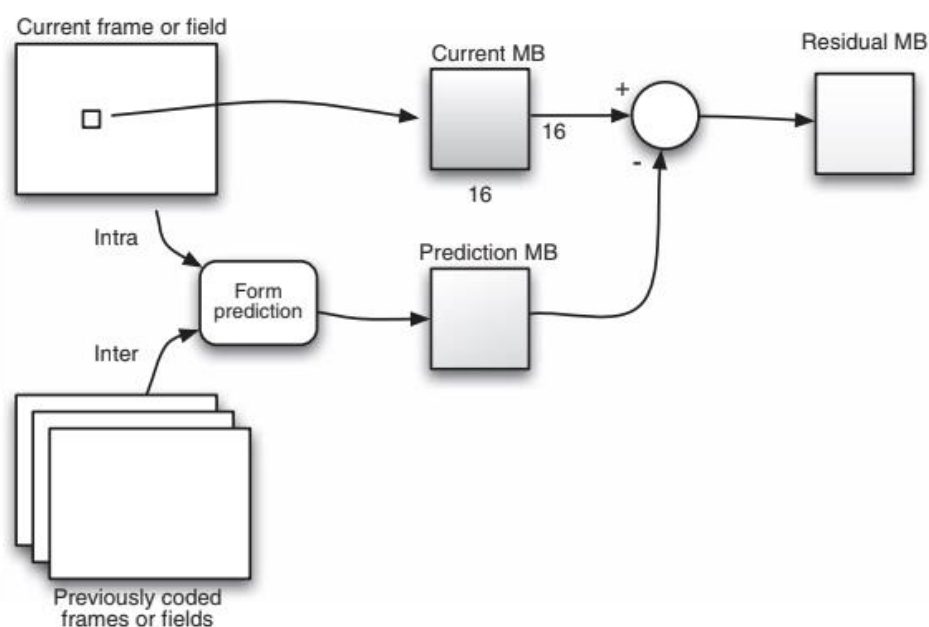 Current frame or field
Current MB
Residual MB
+
16
-
16
Intra
Prediction MB
Form
prediction
Inter
Previously coded
frames or fields